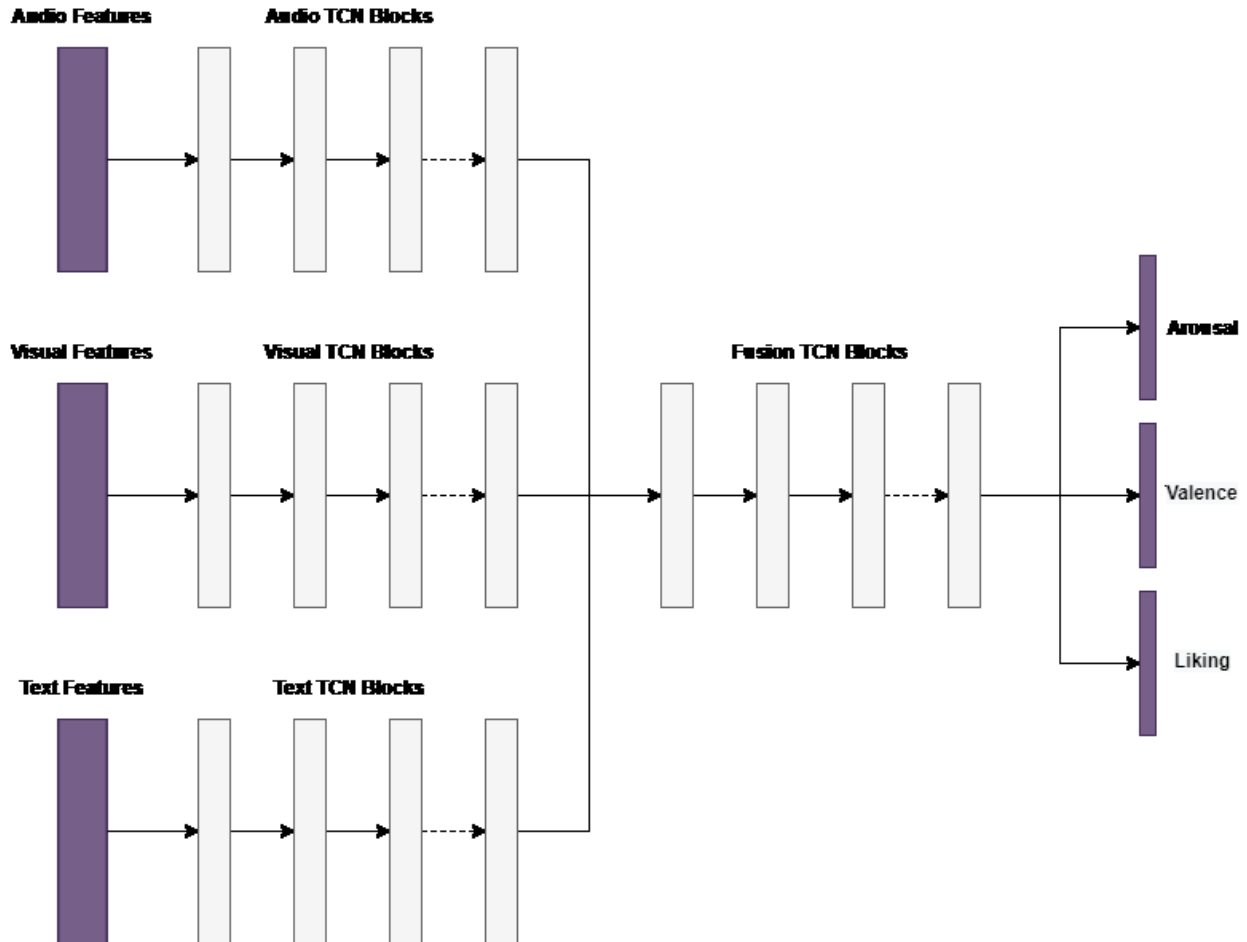 Audio Features
Audio TCN Blocks
Visual Features
Visual TCN Blocks
Fusion TCN Blocks
Arousal
Valence
Liking
Text Features
Text TCN Blocks